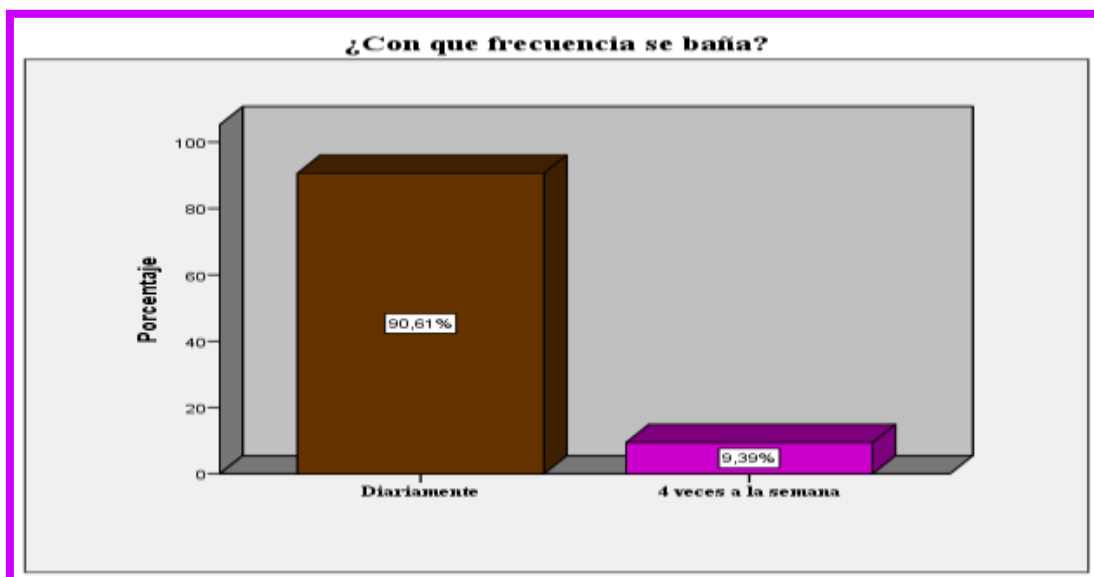 ¿Con que frecuencia se baña?
Porcentaje
100
80
60
40
20
0
90,61%
9,39%
Diariamente
4 veces a la semana